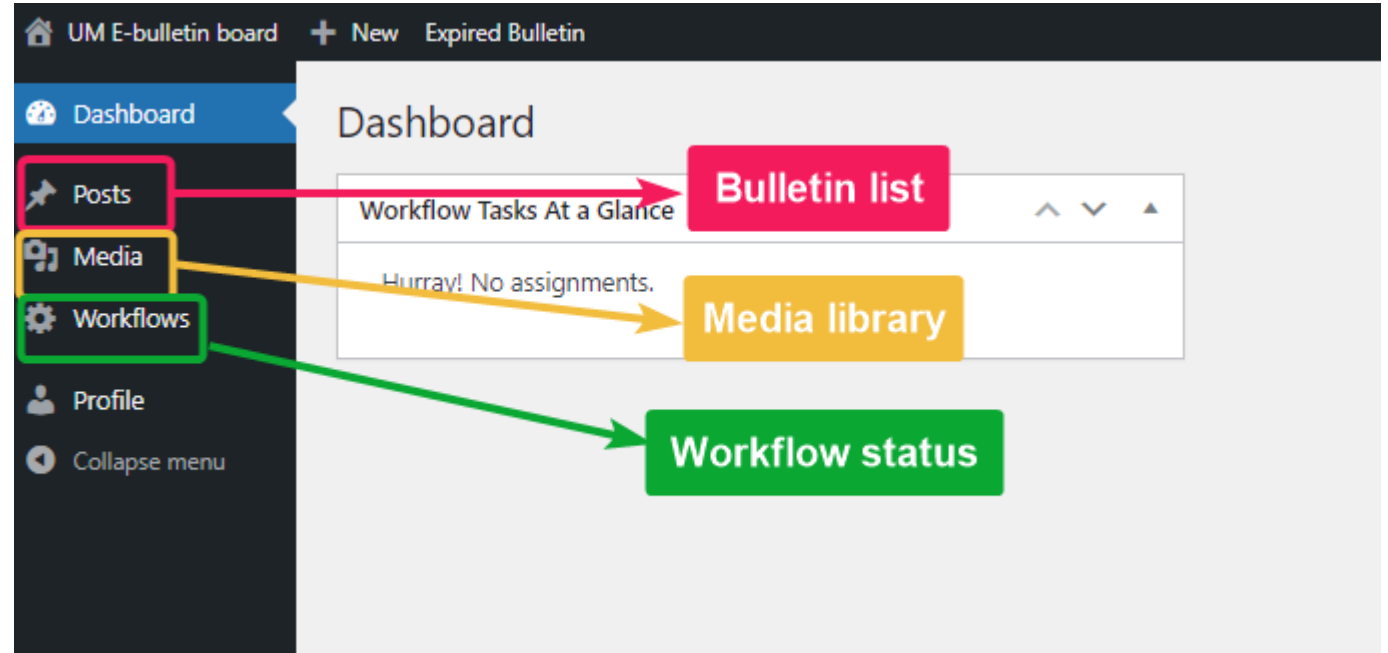 UM E-bulletin board + New Expired Bulletin
Dashboard
Posts
Media
Workflows
Profile
Collapse menu
Dashboard
Workflow Tasks At a Glance
Hurray! No assignments.
Bulletin list
Media library
Workflow status